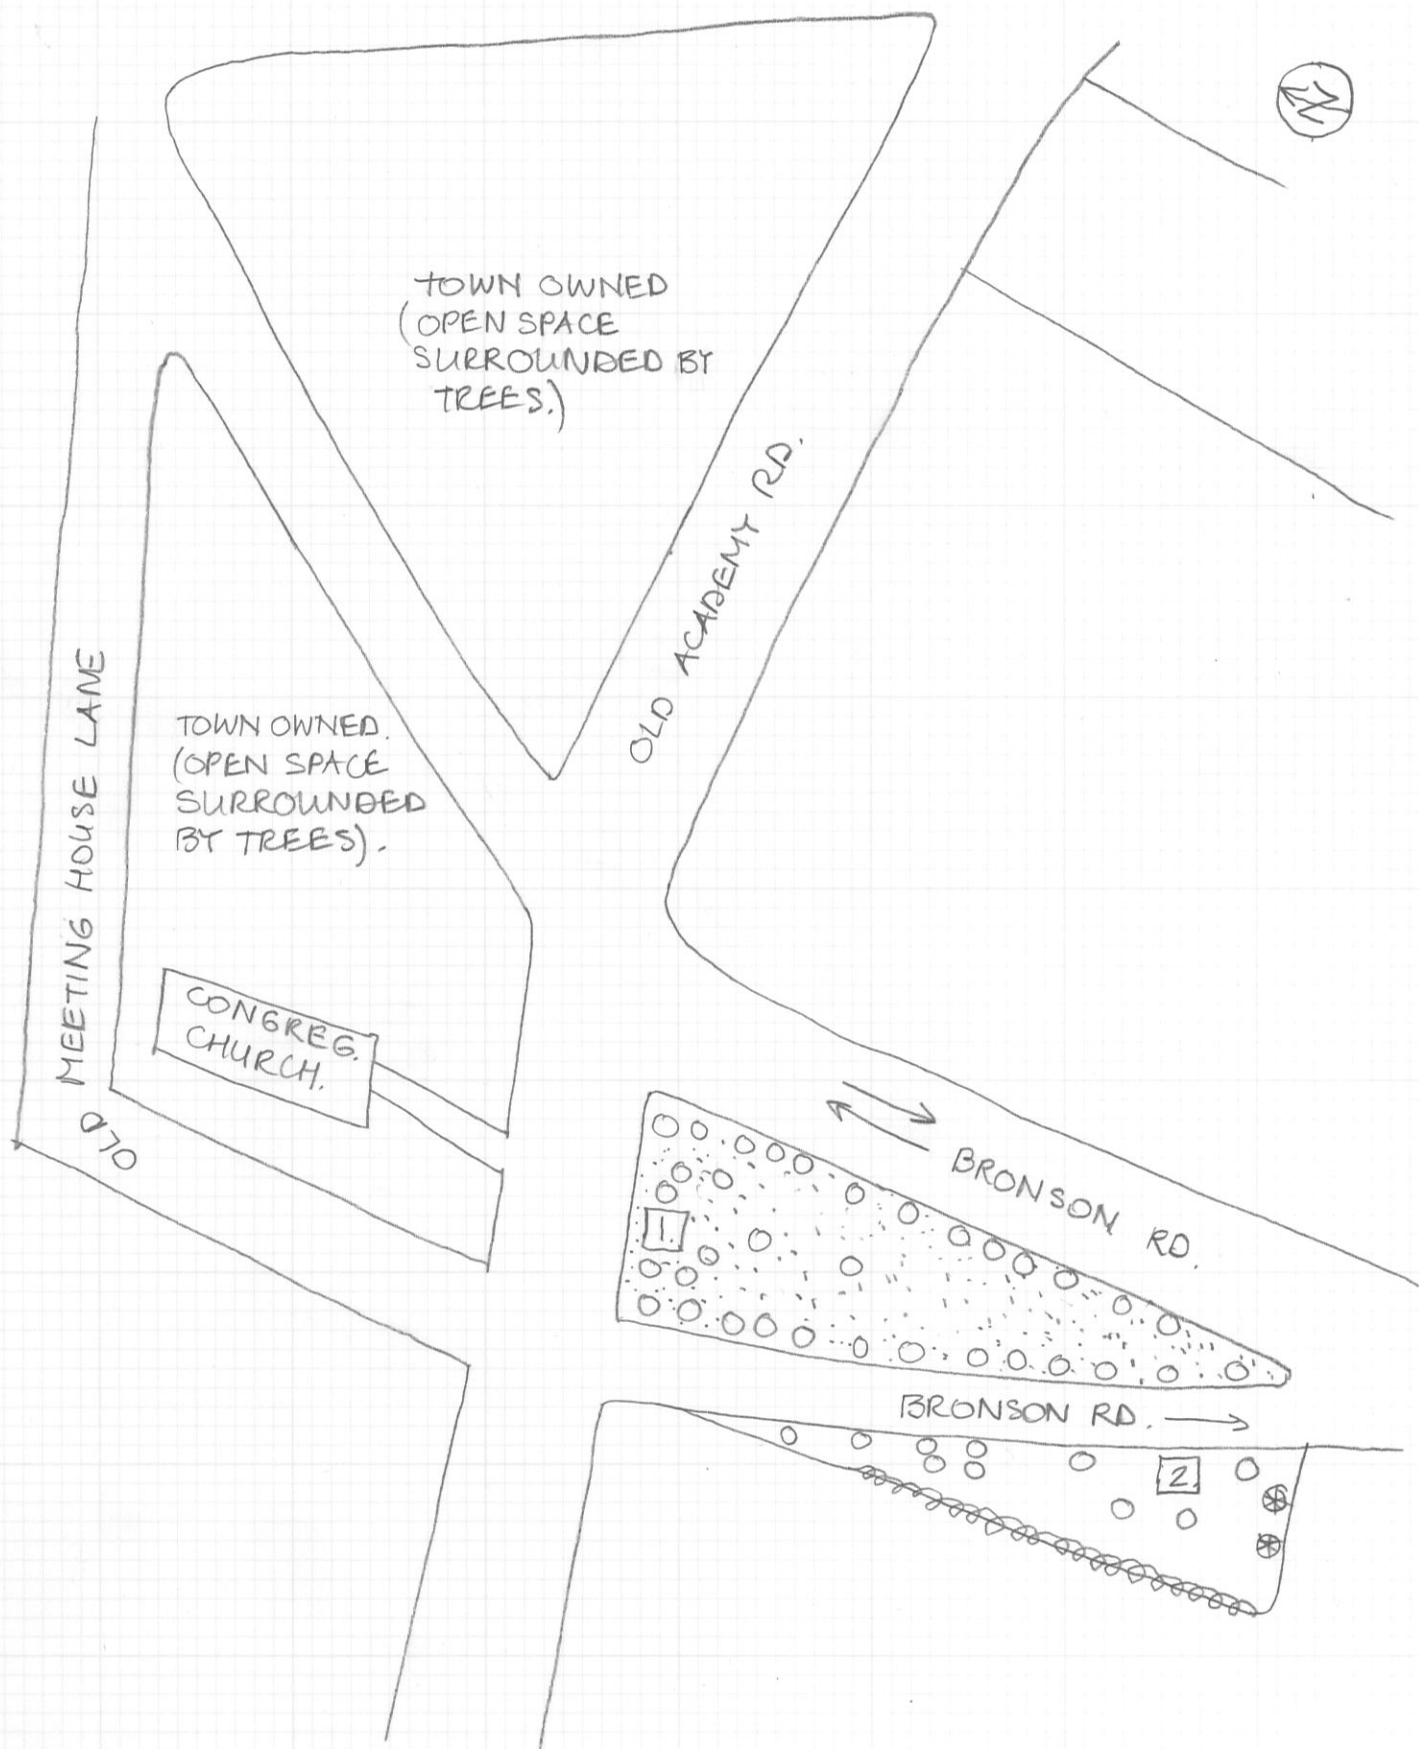 N
TOWN OWNED
(OPEN SPACE
SURROUNDED BY
TREES.)
OLD ACADEMY RD.
OLD MEETING HOUSE LANE
TOWN OWNED.
(OPEN SPACE
SURROUNDED
BY TREES).
CONGREG.
CHURCH.
BRONSON RD.
1.
BRONSON RD.
2.